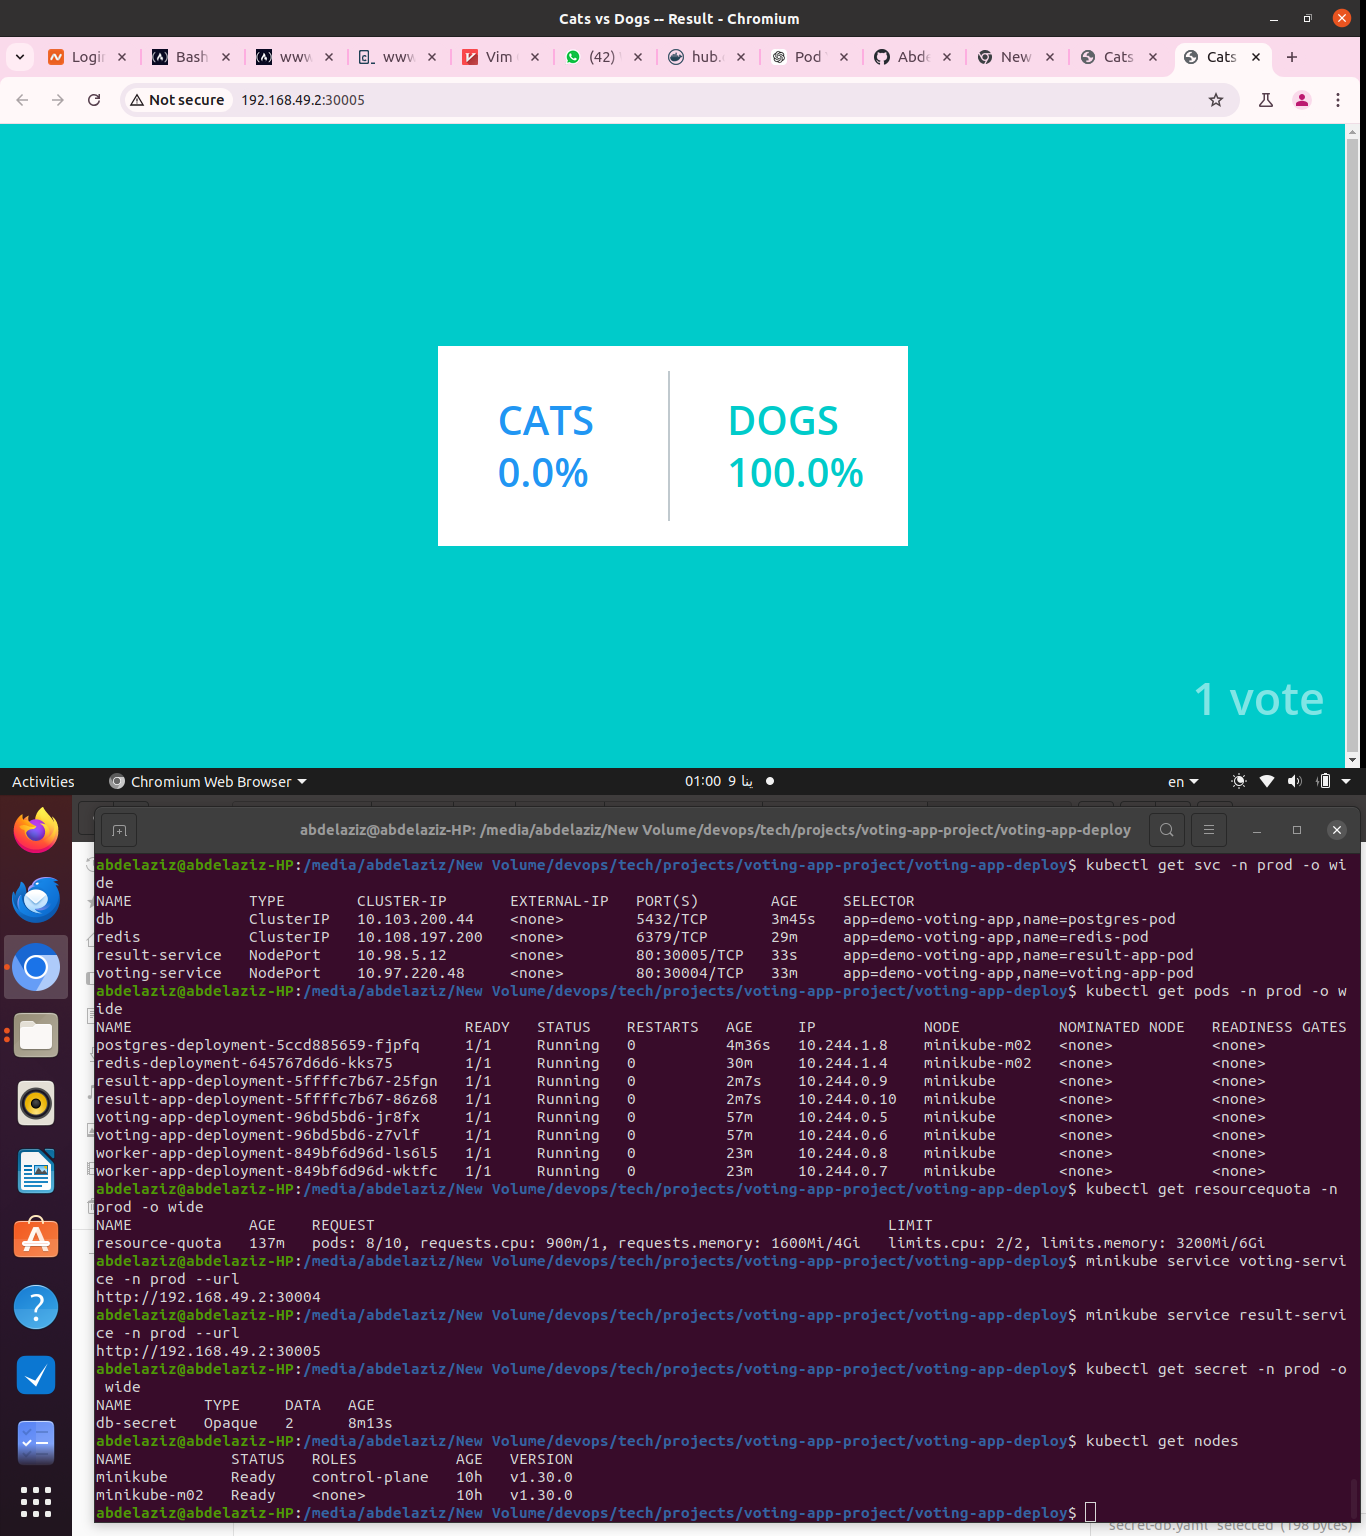 Cats vs Dogs -- Result - Chromium
Logi
Bash
www
www
Vim
(42)
hub.
Pod
Abde
New
Cats
Cats
Not secure 192.168.49.2:30005
CATS
0.0%
DOGS
100.0%
1 vote
Activities Chromium Web Browser 01:00 9 ينا en
abdelaziz@abdelaziz-HP: /media/abdelaziz/New Volume/devops/tech/projects/voting-app-project/voting-app-deploy
abdelaziz@abdelaziz-HP:/media/abdelaziz/New Volume/devops/tech/projects/voting-app-project/voting-app-deploy$ kubectl get svc -n prod -o wi
de
NAME TYPE CLUSTER-IP EXTERNAL-IP PORT(S) AGE SELECTOR
db ClusterIP 10.103.200.44 <none> 5432/TCP 3m45s app=demo-voting-app,name=postgres-pod
redis ClusterIP 10.108.197.200 <none> 6379/TCP 29m app=demo-voting-app,name=redis-pod
result-service NodePort 10.98.5.12 <none> 80:30005/TCP 33s app=demo-voting-app,name=result-app-pod
voting-service NodePort 10.97.220.48 <none> 80:30004/TCP 33m app=demo-voting-app,name=voting-app-pod
abdelaziz@abdelaziz-HP:/media/abdelaziz/New Volume/devops/tech/projects/voting-app-project/voting-app-deploy$ kubectl get pods -n prod -o w
ide
NAME READY STATUS RESTARTS AGE IP NODE NOMINATED NODE READINESS GATES
postgres-deployment-5ccd885659-fjpfq 1/1 Running 0 4m36s 10.244.1.8 minikube-m02 <none> <none>
redis-deployment-645767d6d6-kks75 1/1 Running 0 30m 10.244.1.4 minikube-m02 <none> <none>
result-app-deployment-5ffffc7b67-25fgn 1/1 Running 0 2m7s 10.244.0.9 minikube <none> <none>
result-app-deployment-5ffffc7b67-86z68 1/1 Running 0 2m7s 10.244.0.10 minikube <none> <none>
voting-app-deployment-96bd5bd6-jr8fx 1/1 Running 0 57m 10.244.0.5 minikube <none> <none>
voting-app-deployment-96bd5bd6-z7vlf 1/1 Running 0 57m 10.244.0.6 minikube <none> <none>
worker-app-deployment-849bf6d96d-ls6l5 1/1 Running 0 23m 10.244.0.8 minikube <none> <none>
worker-app-deployment-849bf6d96d-wktfc 1/1 Running 0 23m 10.244.0.7 minikube <none> <none>
abdelaziz@abdelaziz-HP:/media/abdelaziz/New Volume/devops/tech/projects/voting-app-project/voting-app-deploy$ kubectl get resourcequota -n
prod -o wide
NAME AGE REQUEST LIMIT
resource-quota 137m pods: 8/10, requests.cpu: 900m/1, requests.memory: 1600Mi/4Gi limits.cpu: 2/2, limits.memory: 3200Mi/6Gi
abdelaziz@abdelaziz-HP:/media/abdelaziz/New Volume/devops/tech/projects/voting-app-project/voting-app-deploy$ minikube service voting-servi
ce -n prod --url
http://192.168.49.2:30004
abdelaziz@abdelaziz-HP:/media/abdelaziz/New Volume/devops/tech/projects/voting-app-project/voting-app-deploy$ minikube service result-servi
ce -n prod --url
http://192.168.49.2:30005
abdelaziz@abdelaziz-HP:/media/abdelaziz/New Volume/devops/tech/projects/voting-app-project/voting-app-deploy$ kubectl get secret -n prod -o
wide
NAME TYPE DATA AGE
db-secret Opaque 2 8m13s
abdelaziz@abdelaziz-HP:/media/abdelaziz/New Volume/devops/tech/projects/voting-app-project/voting-app-deploy$ kubectl get nodes
NAME STATUS ROLES AGE VERSION
minikube Ready control-plane 10h v1.30.0
minikube-m02 Ready <none> 10h v1.30.0
abdelaziz@abdelaziz-HP:/media/abdelaziz/New Volume/devops/tech/projects/voting-app-project/voting-app-deploy$
secret-db.yaml" selected (198 bytes)